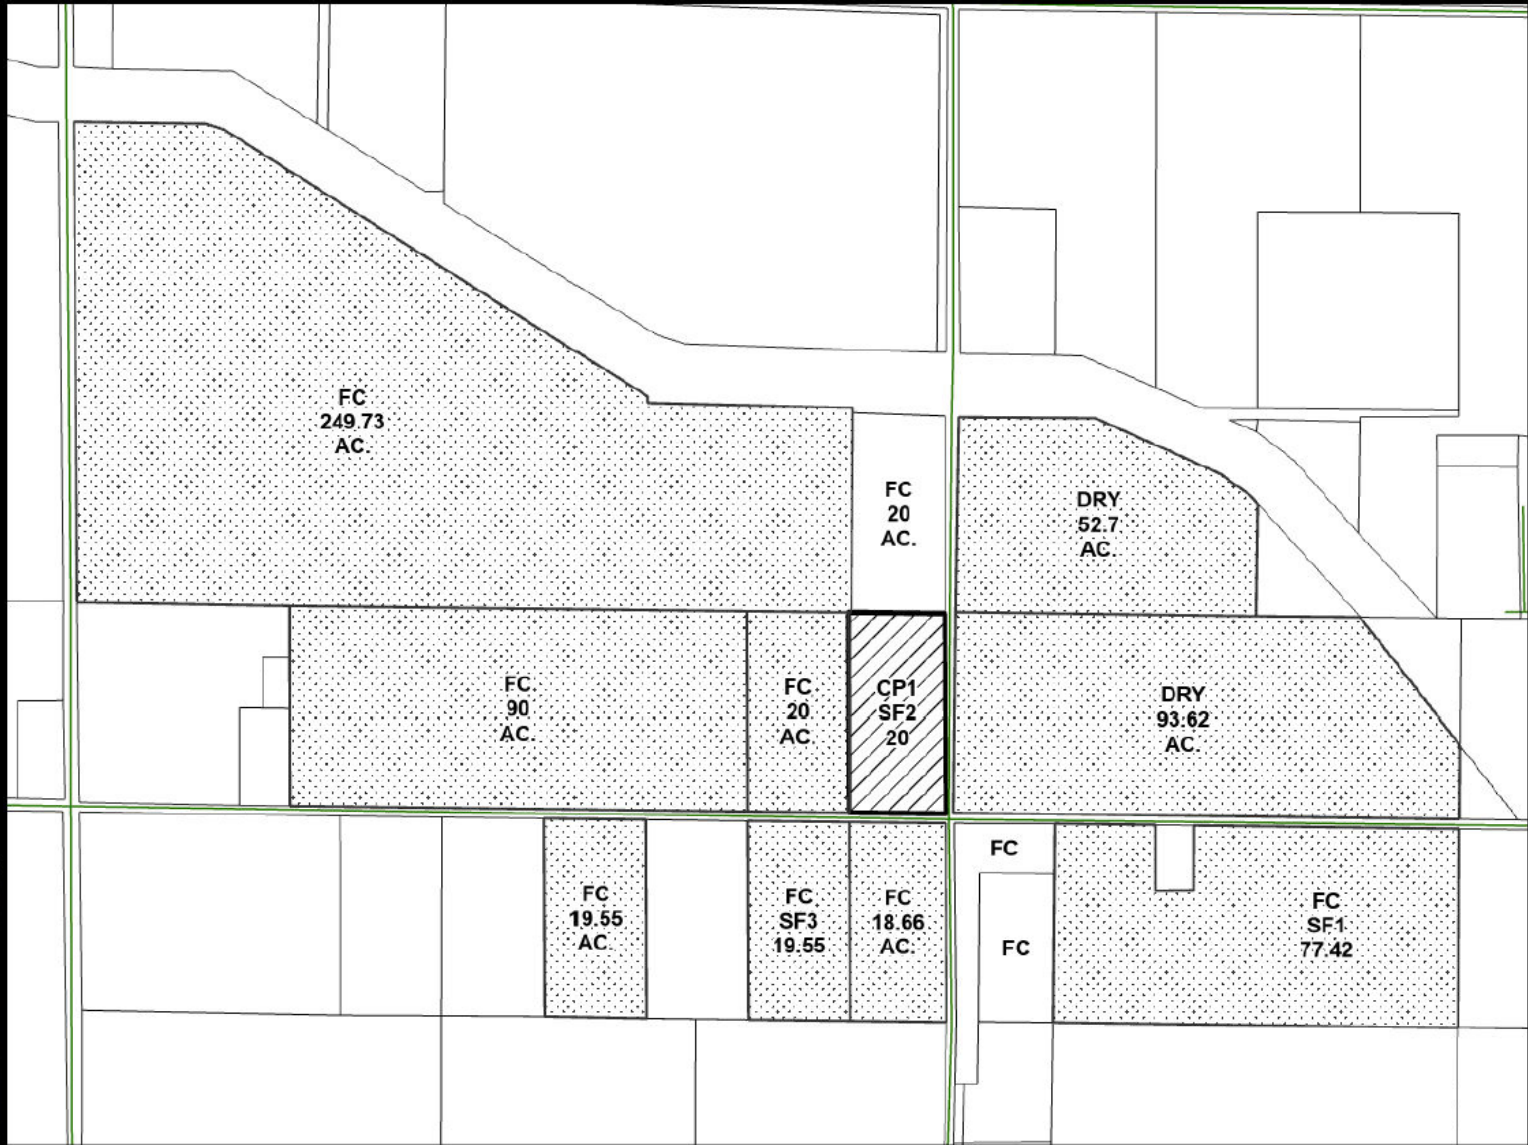 FC
249.73
AC.
FC
20
AC.
DRY
52.7
AC.
FC
90
AC.
FC
20
AC.
CP1
SF2
20
DRY
93.62
AC.
FC
19.55
AC.
FC
SF3
19.55
FC
18.66
AC.
FC
FC
FC
SF1
77.42